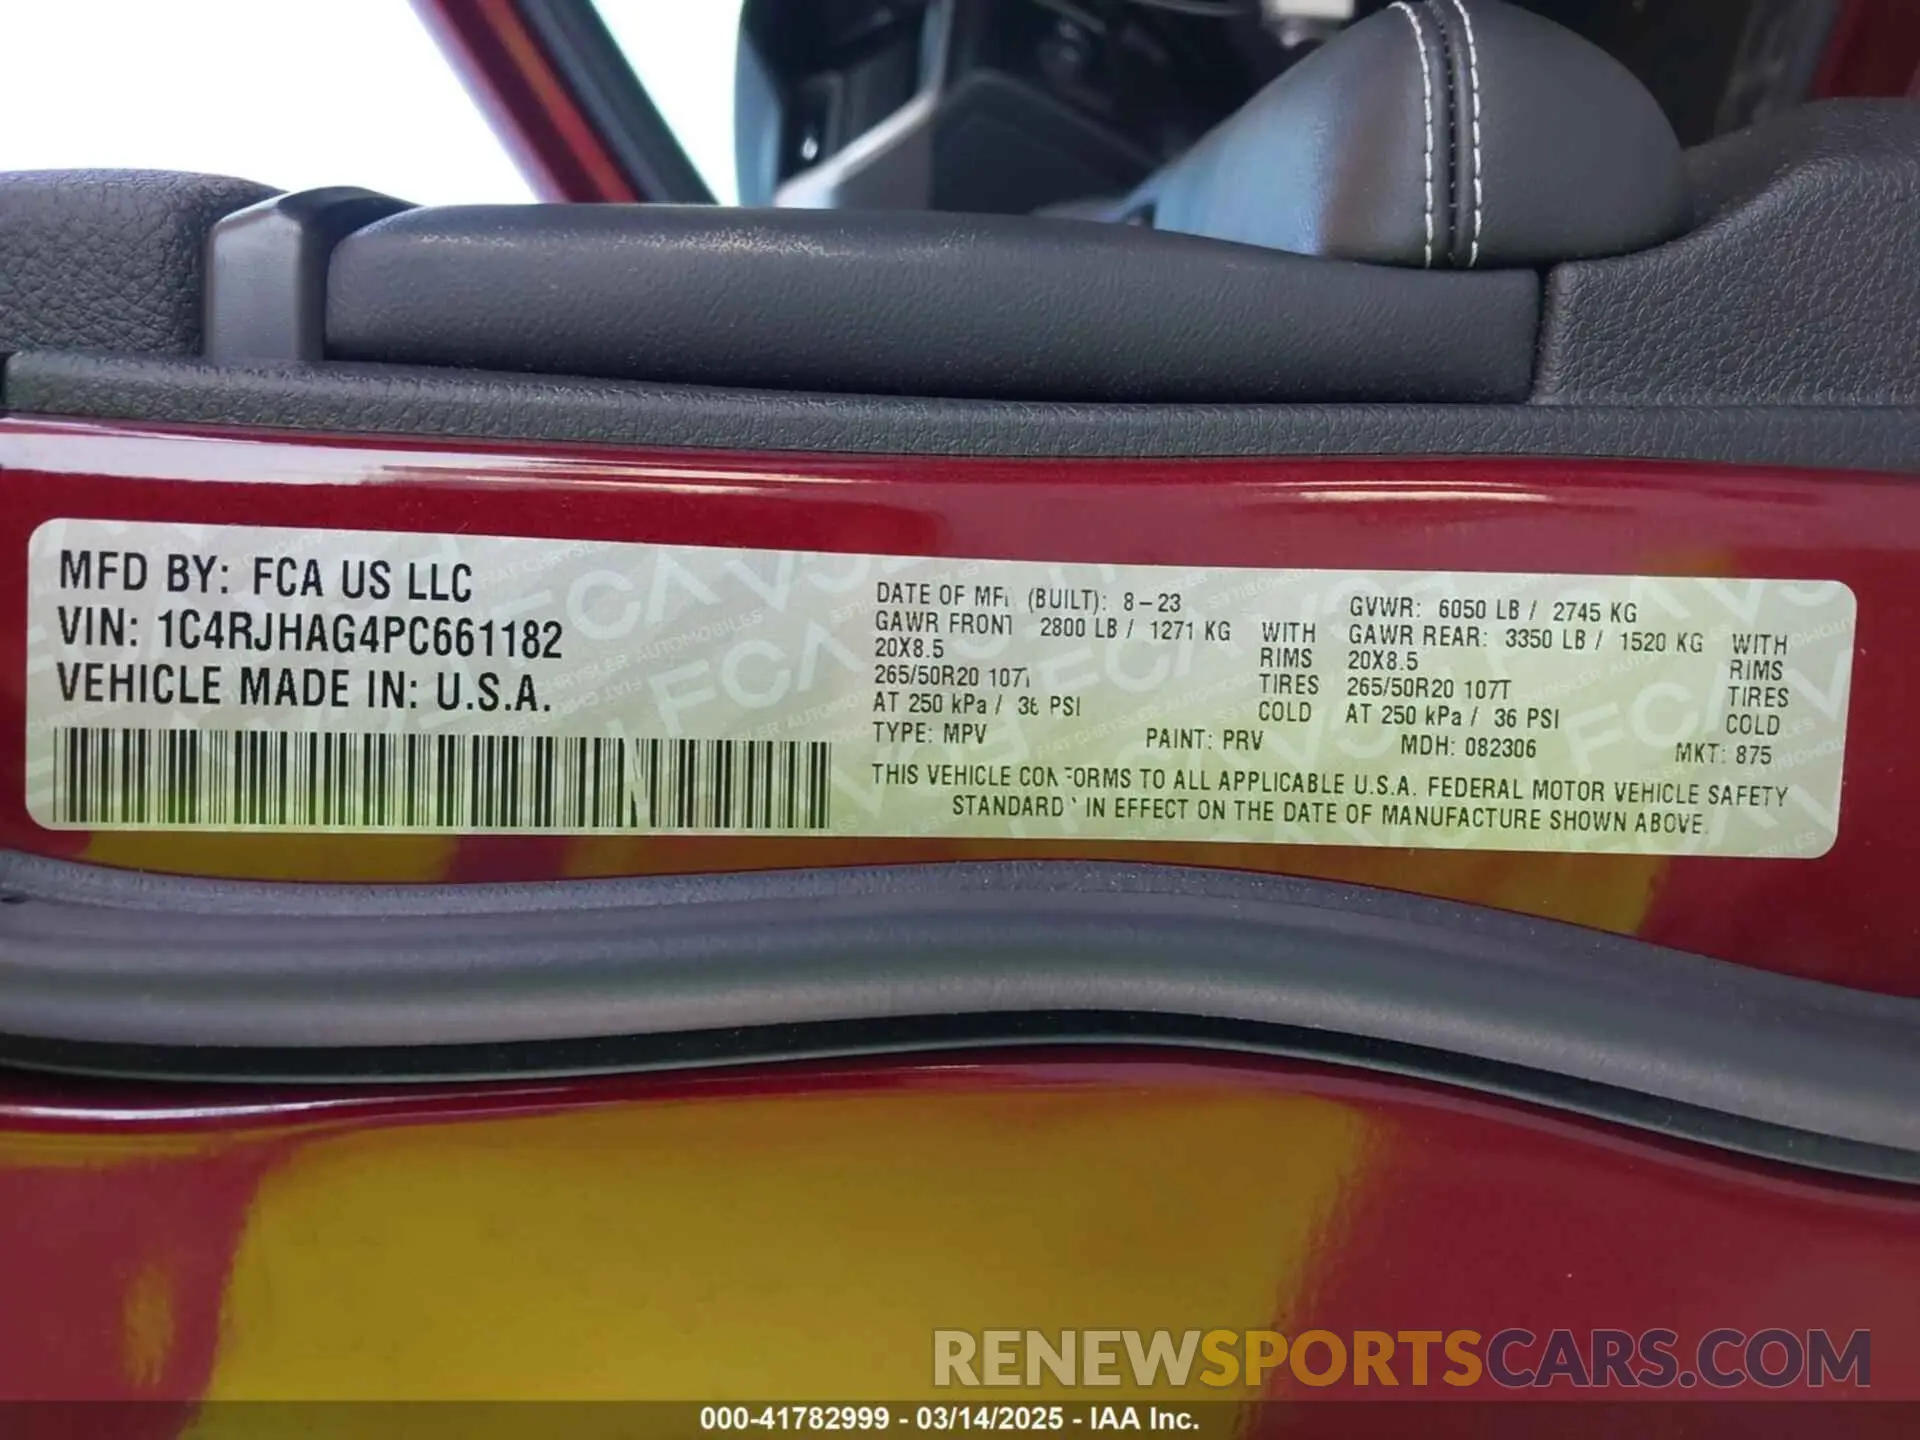 MFD BY: FCA US LLC
VIN: 1C4RJHAG4PC661182
VEHICLE MADE IN: U.S.A.
DATE OF MF (BUILT): 8-23
GAWR FRONT 2800 LB / 1271 KG WITH
20X8.5 RIMS
265/50R20 107T TIRES
AT 250 kPa / 36 PSI COLD
GVWR: 6050 LB / 2745 KG
GAWR REAR: 3350 LB / 1520 KG WITH
20X8.5 RIMS
265/50R20 107T TIRES
AT 250 kPa / 36 PSI COLD
TYPE: MPV PAINT: PRV MDH: 082306 MKT: 875
THIS VEHICLE CONFORMS TO ALL APPLICABLE U.S.A. FEDERAL MOTOR VEHICLE SAFETY
STANDARD IN EFFECT ON THE DATE OF MANUFACTURE SHOWN ABOVE.
RENEWSPORTSCARS.COM
000-41782999 - 03/14/2025 - IAA Inc.